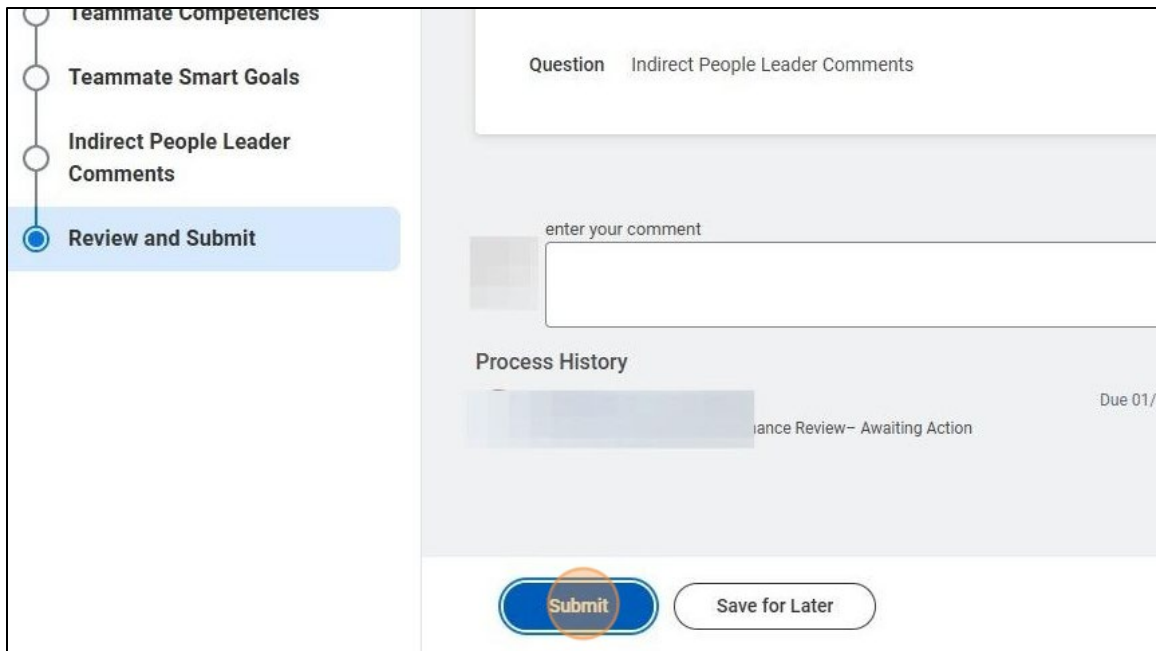 Teammate Competencies
Teammate Smart Goals
Indirect People Leader
Comments
Review and Submit
Question Indirect People Leader Comments
enter your comment
Process History
Due 01/
Review– Awaiting Action
Submit
Save for Later